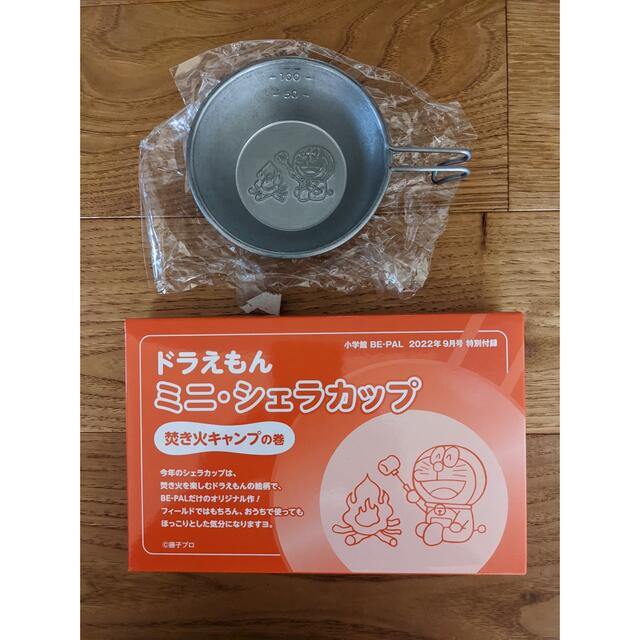 100
50
小学館 BE-PAL 2022年9月号 特別付録
ドラえもん
ミニ・シェラカップ
焚き火キャンプの巻
今年のシェラカップは、
焚き火を楽しむドラえもんの絵柄で、
BE-PALだけのオリジナル作！
フィールドではもちろん、おうちで使っても
ほっこりとした気分になりますヨ。
©藤子プロ